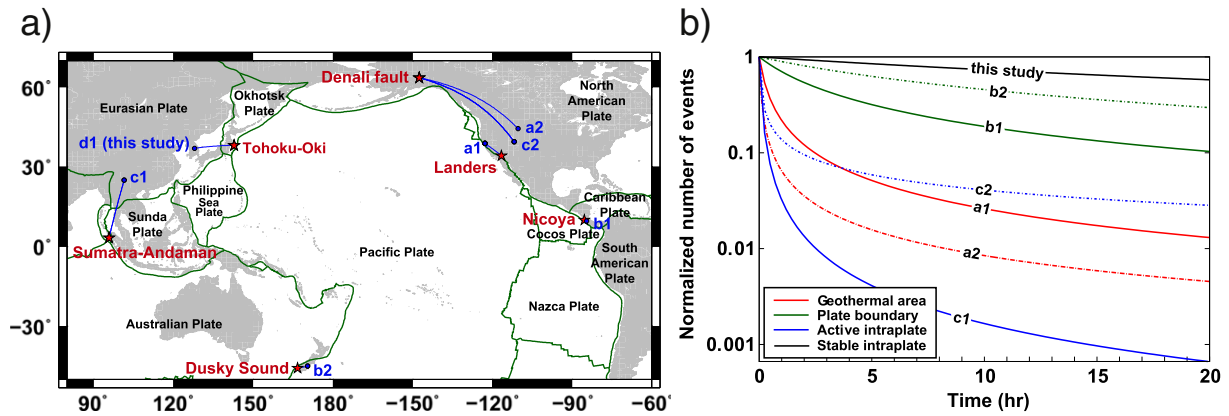 a)
60°
30°
0°
−30°
90°
120°
150°
180°
−150°
−120°
−90°
−60°
Denali fault
North
American
Plate
Eurasian Plate
Okhotsk
Plate
a2
c2
d1 (this study)
Tohoku-Oki
a1
Landers
c1
Philippine
Sea
Plate
Sunda
Plate
Caribbean
Plate
Nicoya
b1
Cocos Plate
Sumatra-Andaman
Pacific Plate
South
American
Plate
Nazca Plate
Australian Plate
Dusky Sound
b2
b)
Normalized number of events
1
0.1
0.01
0.001
this study
b2
b1
c2
a1
a2
c1
Geothermal area
Plate boundary
Active intraplate
Stable intraplate
0
5
10
15
20
Time (hr)